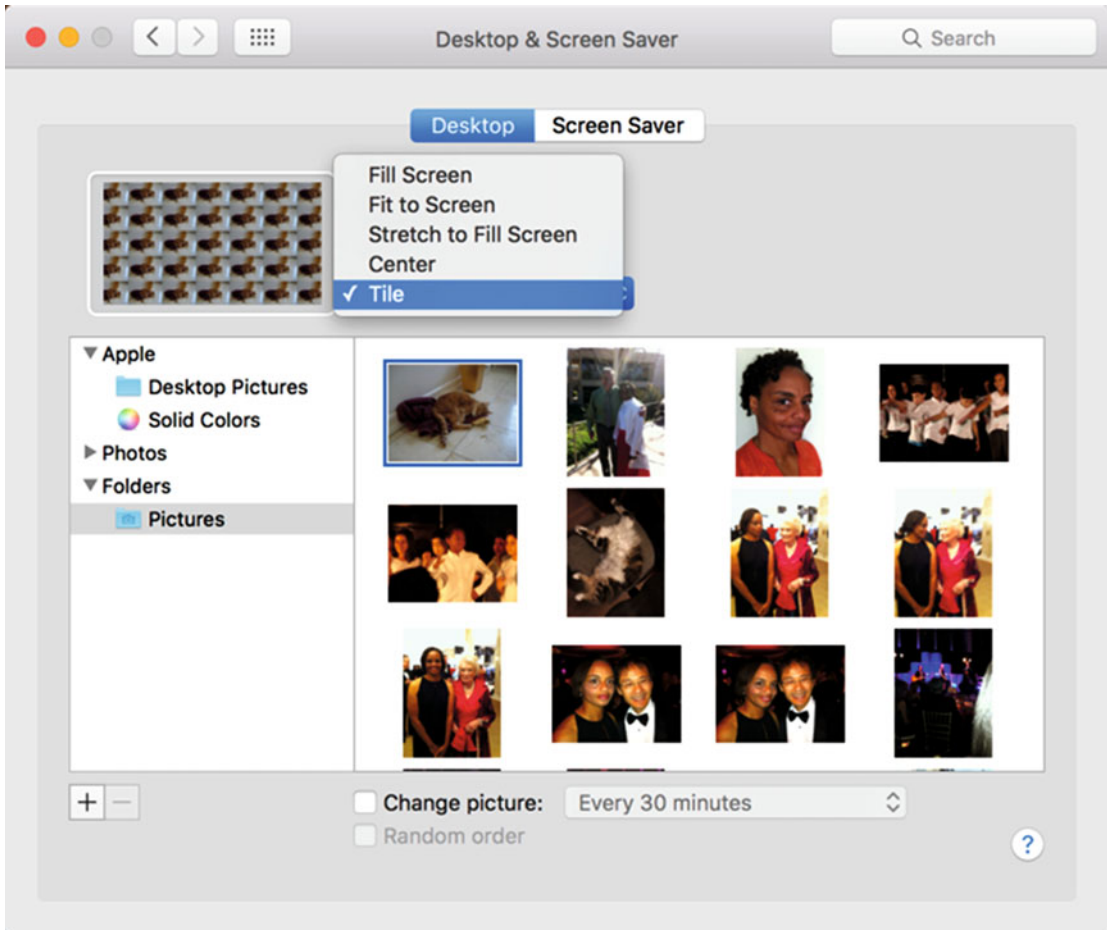 Desktop & Screen Saver
Search
Desktop
Screen Saver
Fill Screen
Fit to Screen
Stretch to Fill Screen
Center
✓ Tile
Apple
Desktop Pictures
Solid Colors
Photos
Folders
Pictures
+ −
Change picture: Every 30 minutes
Random order
?